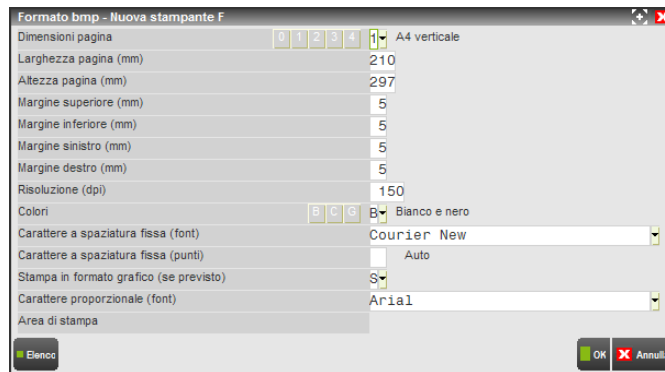 Formato bmp - Nuova stampante F
Dimensioni pagina 0 1 2 3 4 1 A4 verticale
Larghezza pagina (mm) 210
Altezza pagina (mm) 297
Margine superiore (mm) 5
Margine inferiore (mm) 5
Margine sinistro (mm) 5
Margine destro (mm) 5
Risoluzione (dpi) 150
Colori B C G B Bianco e nero
Carattere a spaziatura fissa (font) Courier New
Carattere a spaziatura fissa (punti) Auto
Stampa in formato grafico (se previsto) S
Carattere proporzionale (font) Arial
Area di stampa
Elenco OK Annulla